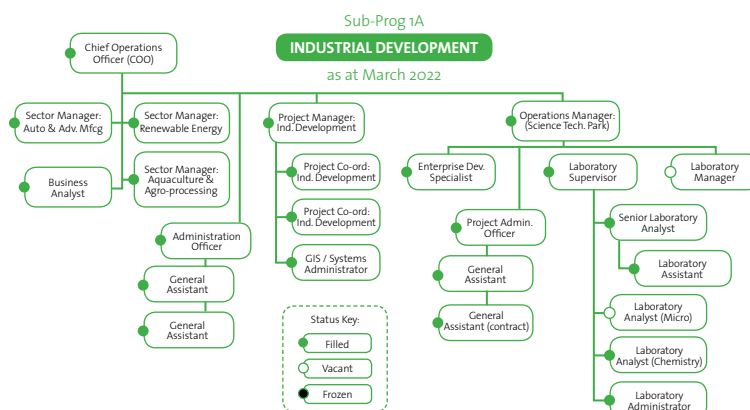 Sub-Prog 1A
INDUSTRIAL DEVELOPMENT
as at March 2022
Chief Operations
Officer (COO)
Sector Manager:
Auto & Adv. Mfcg
Sector Manager:
Renewable Energy
Business
Analyst
Sector Manager:
Aquaculture &
Agro-processing
Administration
Officer
General
Assistant
General
Assistant
Project Manager:
Ind. Development
Project Co-ord:
Ind. Development
Project Co-ord:
Ind. Development
GIS / Systems
Administrator
Operations Manager:
(Science Tech. Park)
Enterprise Dev.
Specialist
Project Admin.
Officer
General
Assistant
General
Assistant (contract)
Laboratory
Supervisor
Laboratory
Manager
Senior Laboratory
Analyst
Laboratory
Assistant
Laboratory
Analyst (Micro)
Laboratory
Analyst (Chemistry)
Laboratory
Administrator
Status Key:
Filled
Vacant
Frozen